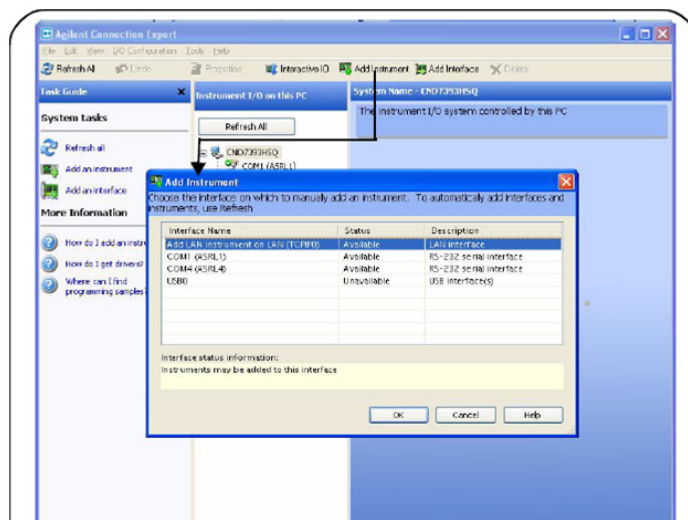 Agilent Connection Expert
File Edit View I/O Configuration Tools Help
Refresh All Undo Properties Interactive IO Add Instrument Add Interface Delete
Task Guide
Instrument I/O on this PC
System Name - CND7393HSQ
System tasks
Refresh All
The instrument I/O system controlled by this PC
Refresh all
CND7393HSQ
COM1 (ASRL1)
Add an instrument
Add an interface
More Information
How do I add an instru
How do I get drivers?
Where can I find
programming samples?
Add Instrument
Choose the interface on which to manualy add an instrument. To automatically add interfaces and
instruments, use Refresh
Interface Name Status Description
Add LAN instrument on LAN (TCPIP0) Available LAN interface
COM1 (ASRL1) Available RS-232 serial interface
COM4 (ASRL4) Available RS-232 serial interface
USB0 Unavailable USB interface(s)
Interface status information:
Instruments may be added to this interface
OK Cancel Help